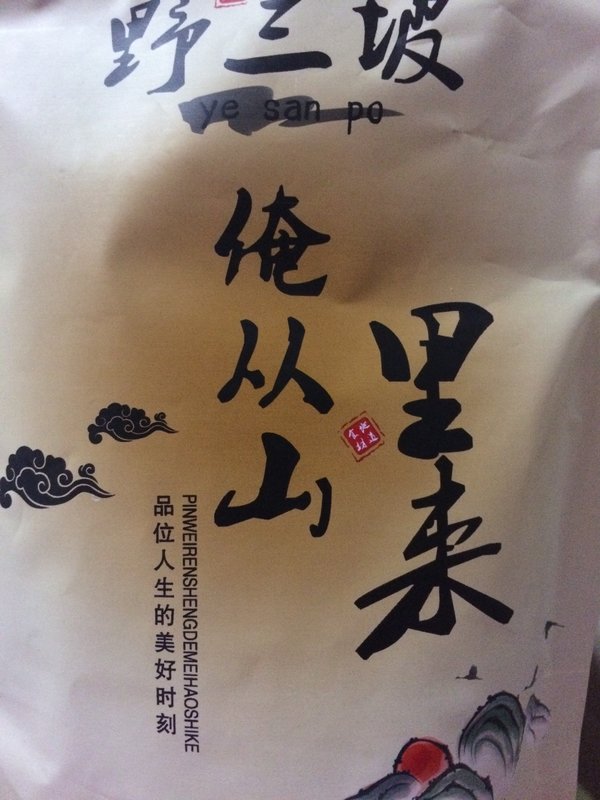 野三坡
ye san po
俺从山
里来
品位人生的美好时刻
PINWEIRENSHENGDEMEIHAOSHIKE